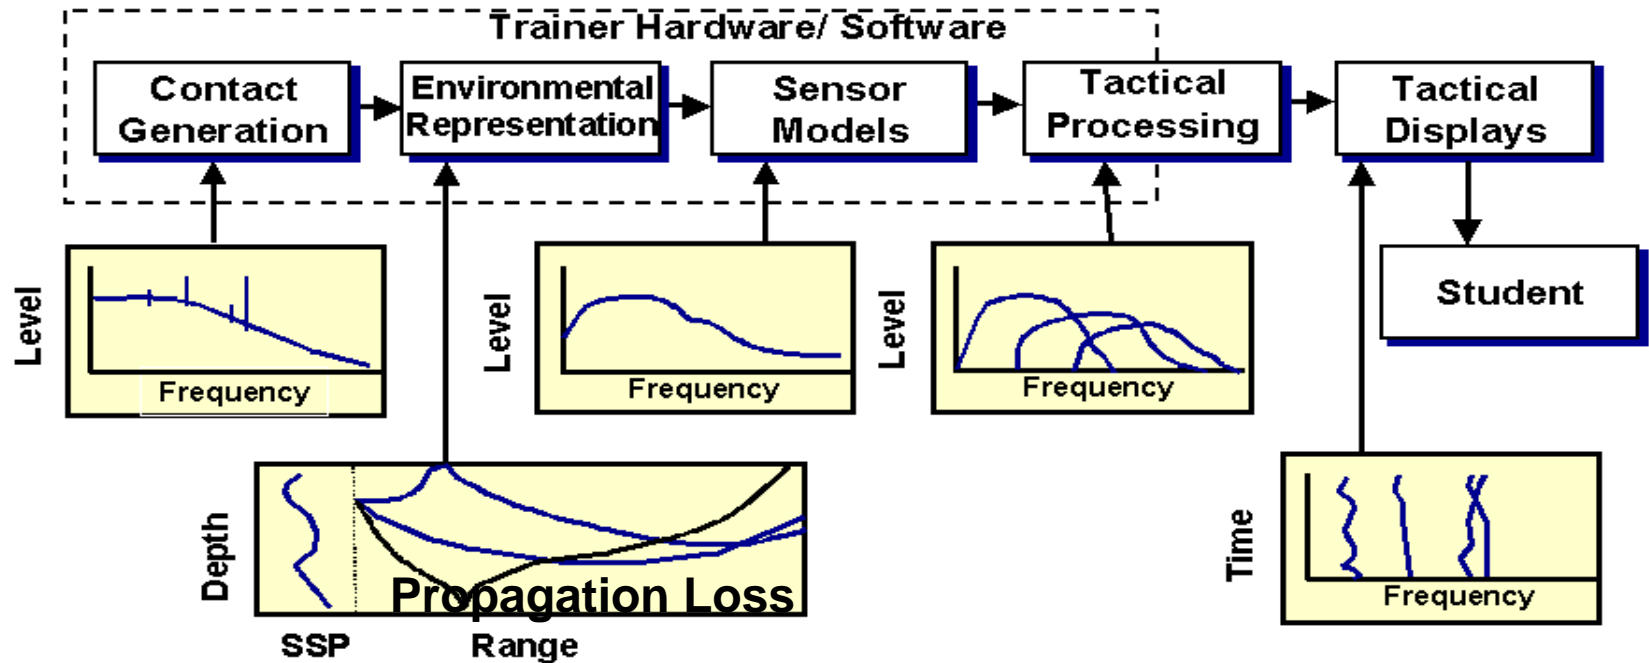 Trainer Hardware/ Software
Contact
Generation
Environmental
Representation
Sensor
Models
Tactical
Processing
Tactical
Displays
Student
Level
Frequency
Level
Frequency
Level
Frequency
Depth
Propagation Loss
SSP
Range
Time
Frequency